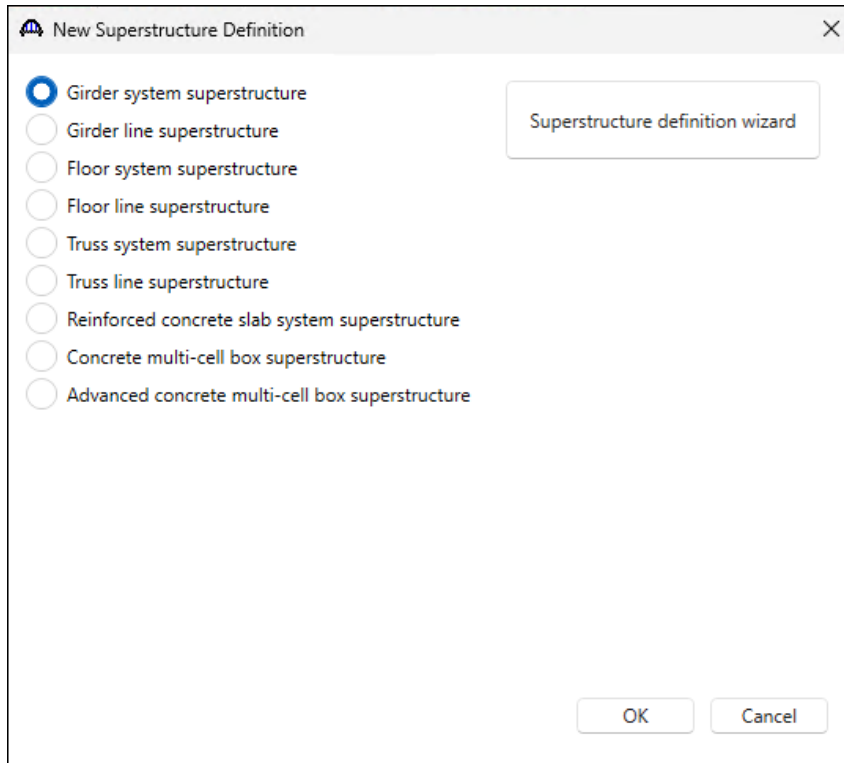 New Superstructure Definition
Girder system superstructure
Superstructure definition wizard
Girder line superstructure
Floor system superstructure
Floor line superstructure
Truss system superstructure
Truss line superstructure
Reinforced concrete slab system superstructure
Concrete multi-cell box superstructure
Advanced concrete multi-cell box superstructure
OK
Cancel